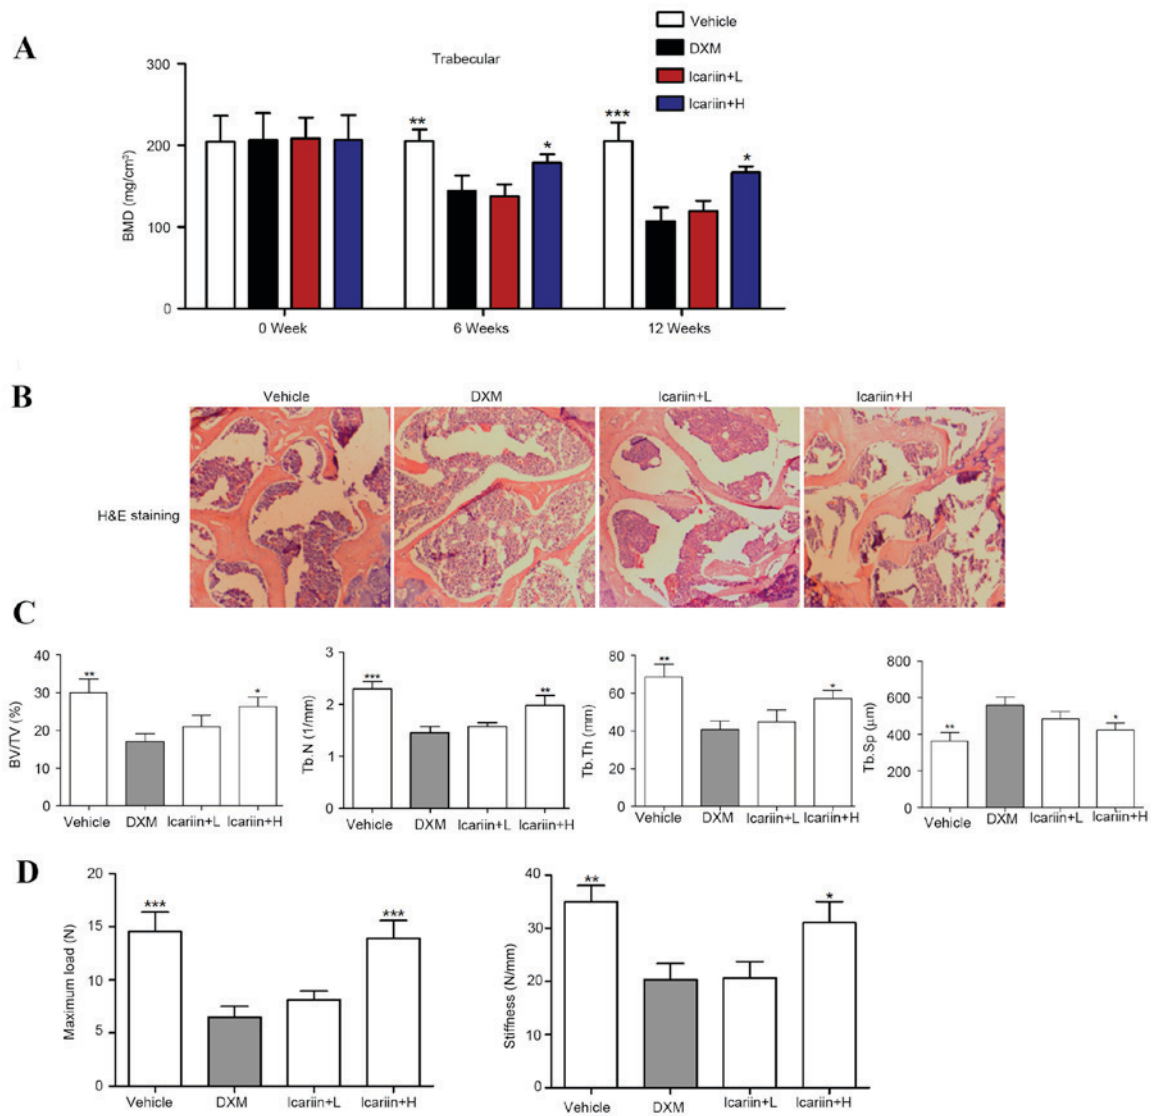 A
Trabecular
Vehicle
DXM
Icariin+L
Icariin+H
BMD (mg/cm²)
300
200
100
0
** * *** *
0 Week 6 Weeks 12 Weeks
B
Vehicle DXM Icariin+L Icariin+H
H&E staining
C
BV/TV (%)
40
30
20
10
0
** *
Vehicle DXM Icariin+L Icariin+H
Tb.N (1/mm)
3
2
1
0
*** **
Vehicle DXM Icariin+L Icariin+H
Tb.Th (mm)
80
60
40
20
0
** *
Vehicle DXM Icariin+L Icariin+H
Tb.Sp (μm)
800
600
400
200
0
** *
Vehicle DXM Icariin+L Icariin+H
D
Maximum load (N)
20
15
10
5
0
*** ***
Vehicle DXM Icariin+L Icariin+H
Stiffness (N/mm)
40
30
20
10
0
** *
Vehicle DXM Icariin+L Icariin+H